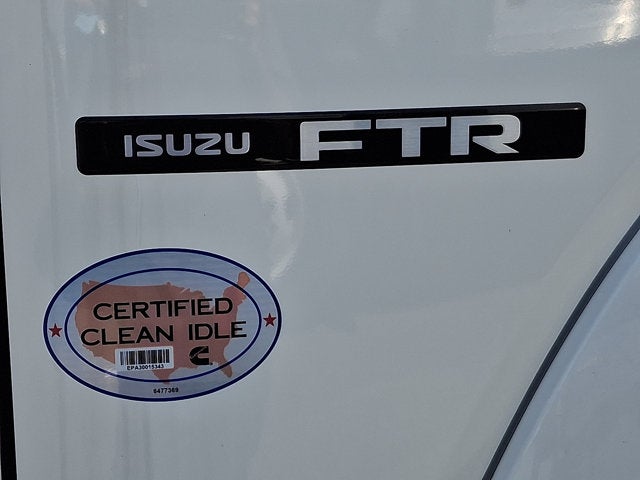 ISUZU FTR
CERTIFIED
CLEAN IDLE
EPA30015343
6477369